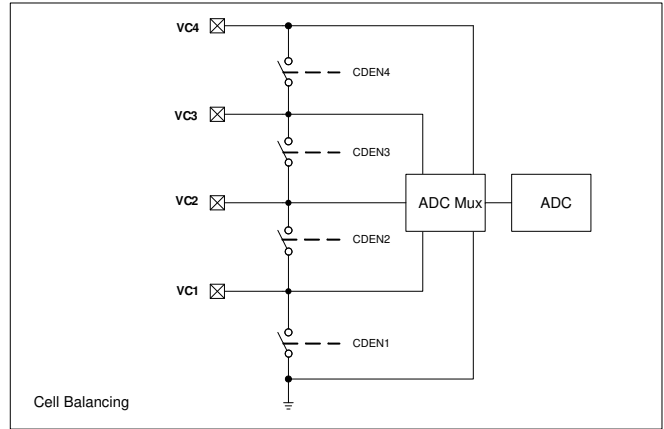 VC4
CDEN4
VC3
CDEN3
VC2
ADC Mux
ADC
CDEN2
VC1
CDEN1
Cell Balancing